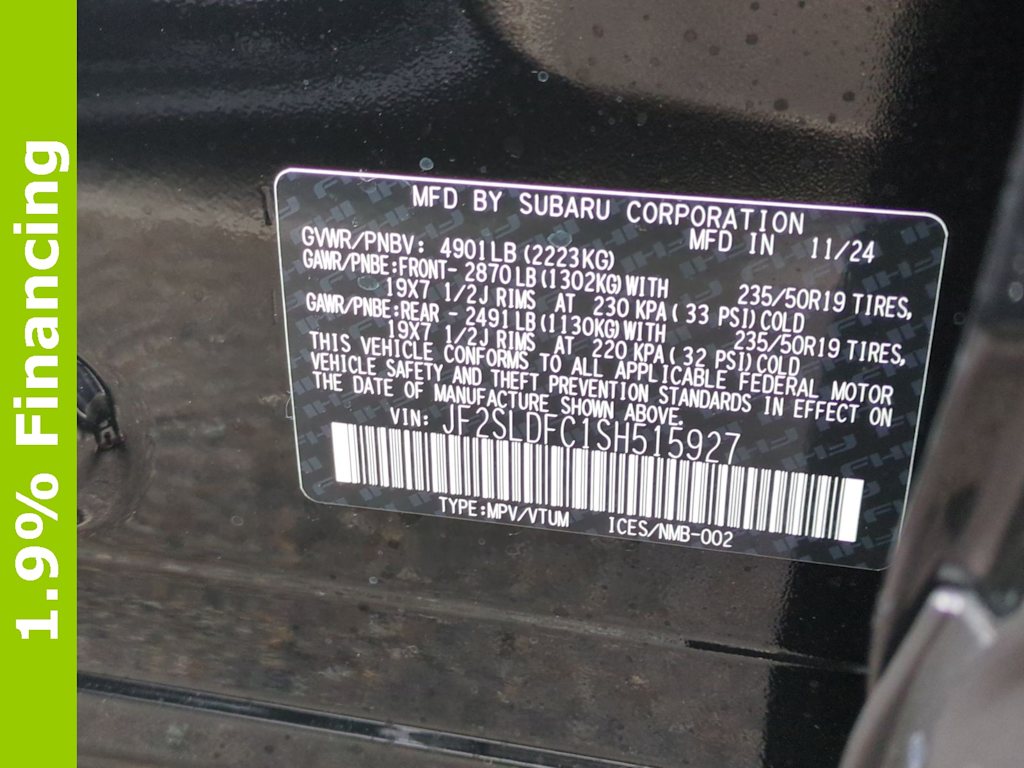 1.9% Financing
MFD BY SUBARU CORPORATION
MFD IN 11/24
GVWR/PNBV: 4901LB (2223KG)
GAWR/PNBE:FRONT- 2870LB (1302KG) WITH 235/50R19 TIRES,
19X7 1/2J RIMS AT 230 KPA ( 33 PSI) COLD
GAWR/PNBE:REAR - 2491LB (1130KG) WITH 235/50R19 TIRES,
19X7 1/2J RIMS AT 220 KPA ( 32 PSI) COLD
THIS VEHICLE CONFORMS TO ALL APPLICABLE FEDERAL MOTOR
VEHICLE SAFETY AND THEFT PREVENTION STANDARDS IN EFFECT ON
THE DATE OF MANUFACTURE SHOWN ABOVE.
VIN: JF2SLDFC1SH515927
TYPE:MPV/VTUM ICES/NMB-002